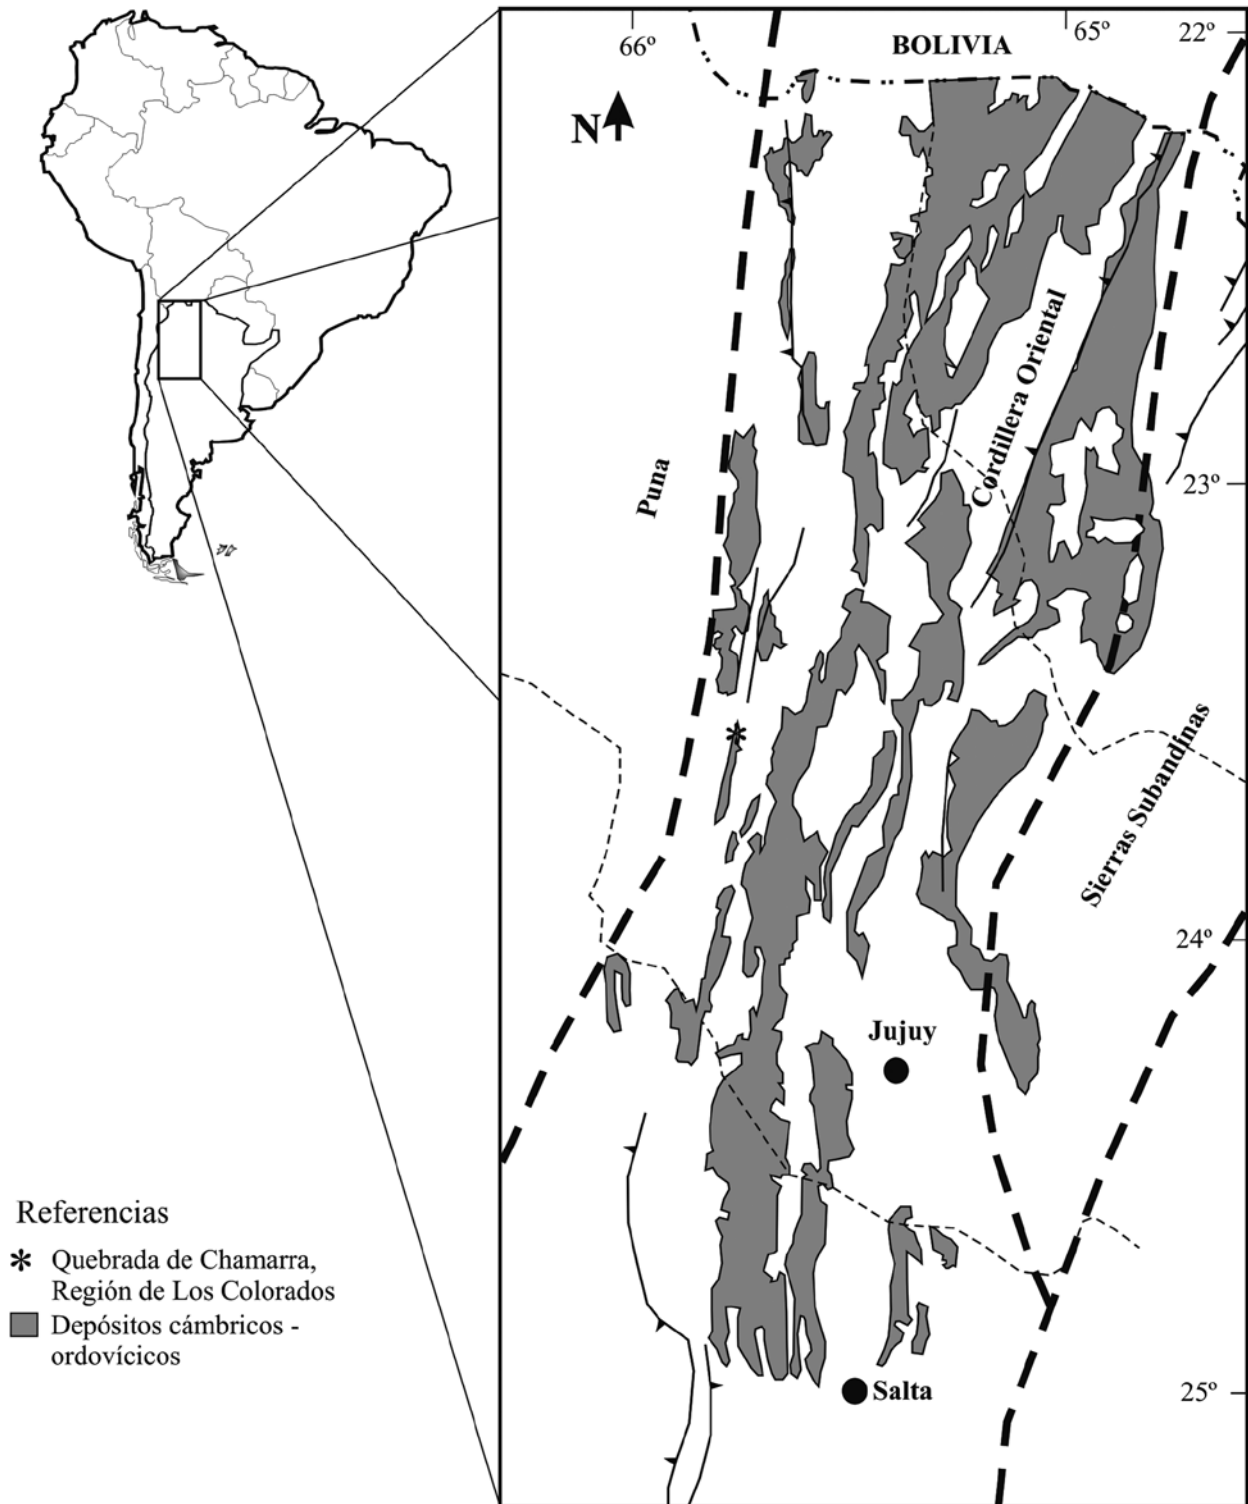 66º
65º
22º
BOLIVIA
N
Cordillera Oriental
Puna
23º
Sierras Subandinas
24º
Jujuy
Referencias
* Quebrada de Chamarra,
Región de Los Colorados
Depósitos cámbricos -
ordovícicos
Salta
25º